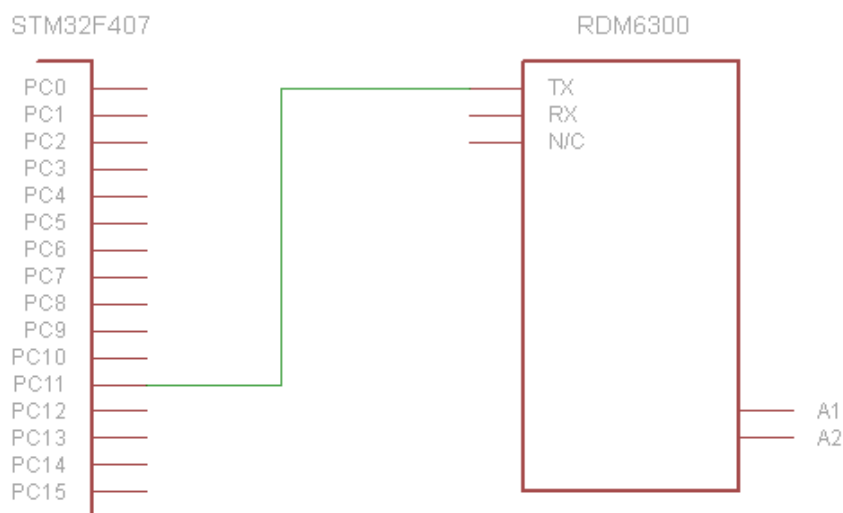 STM32F407
RDM6300
PC0
PC1
PC2
PC3
PC4
PC5
PC6
PC7
PC8
PC9
PC10
PC11
PC12
PC13
PC14
PC15
TX
RX
N/C
A1
A2